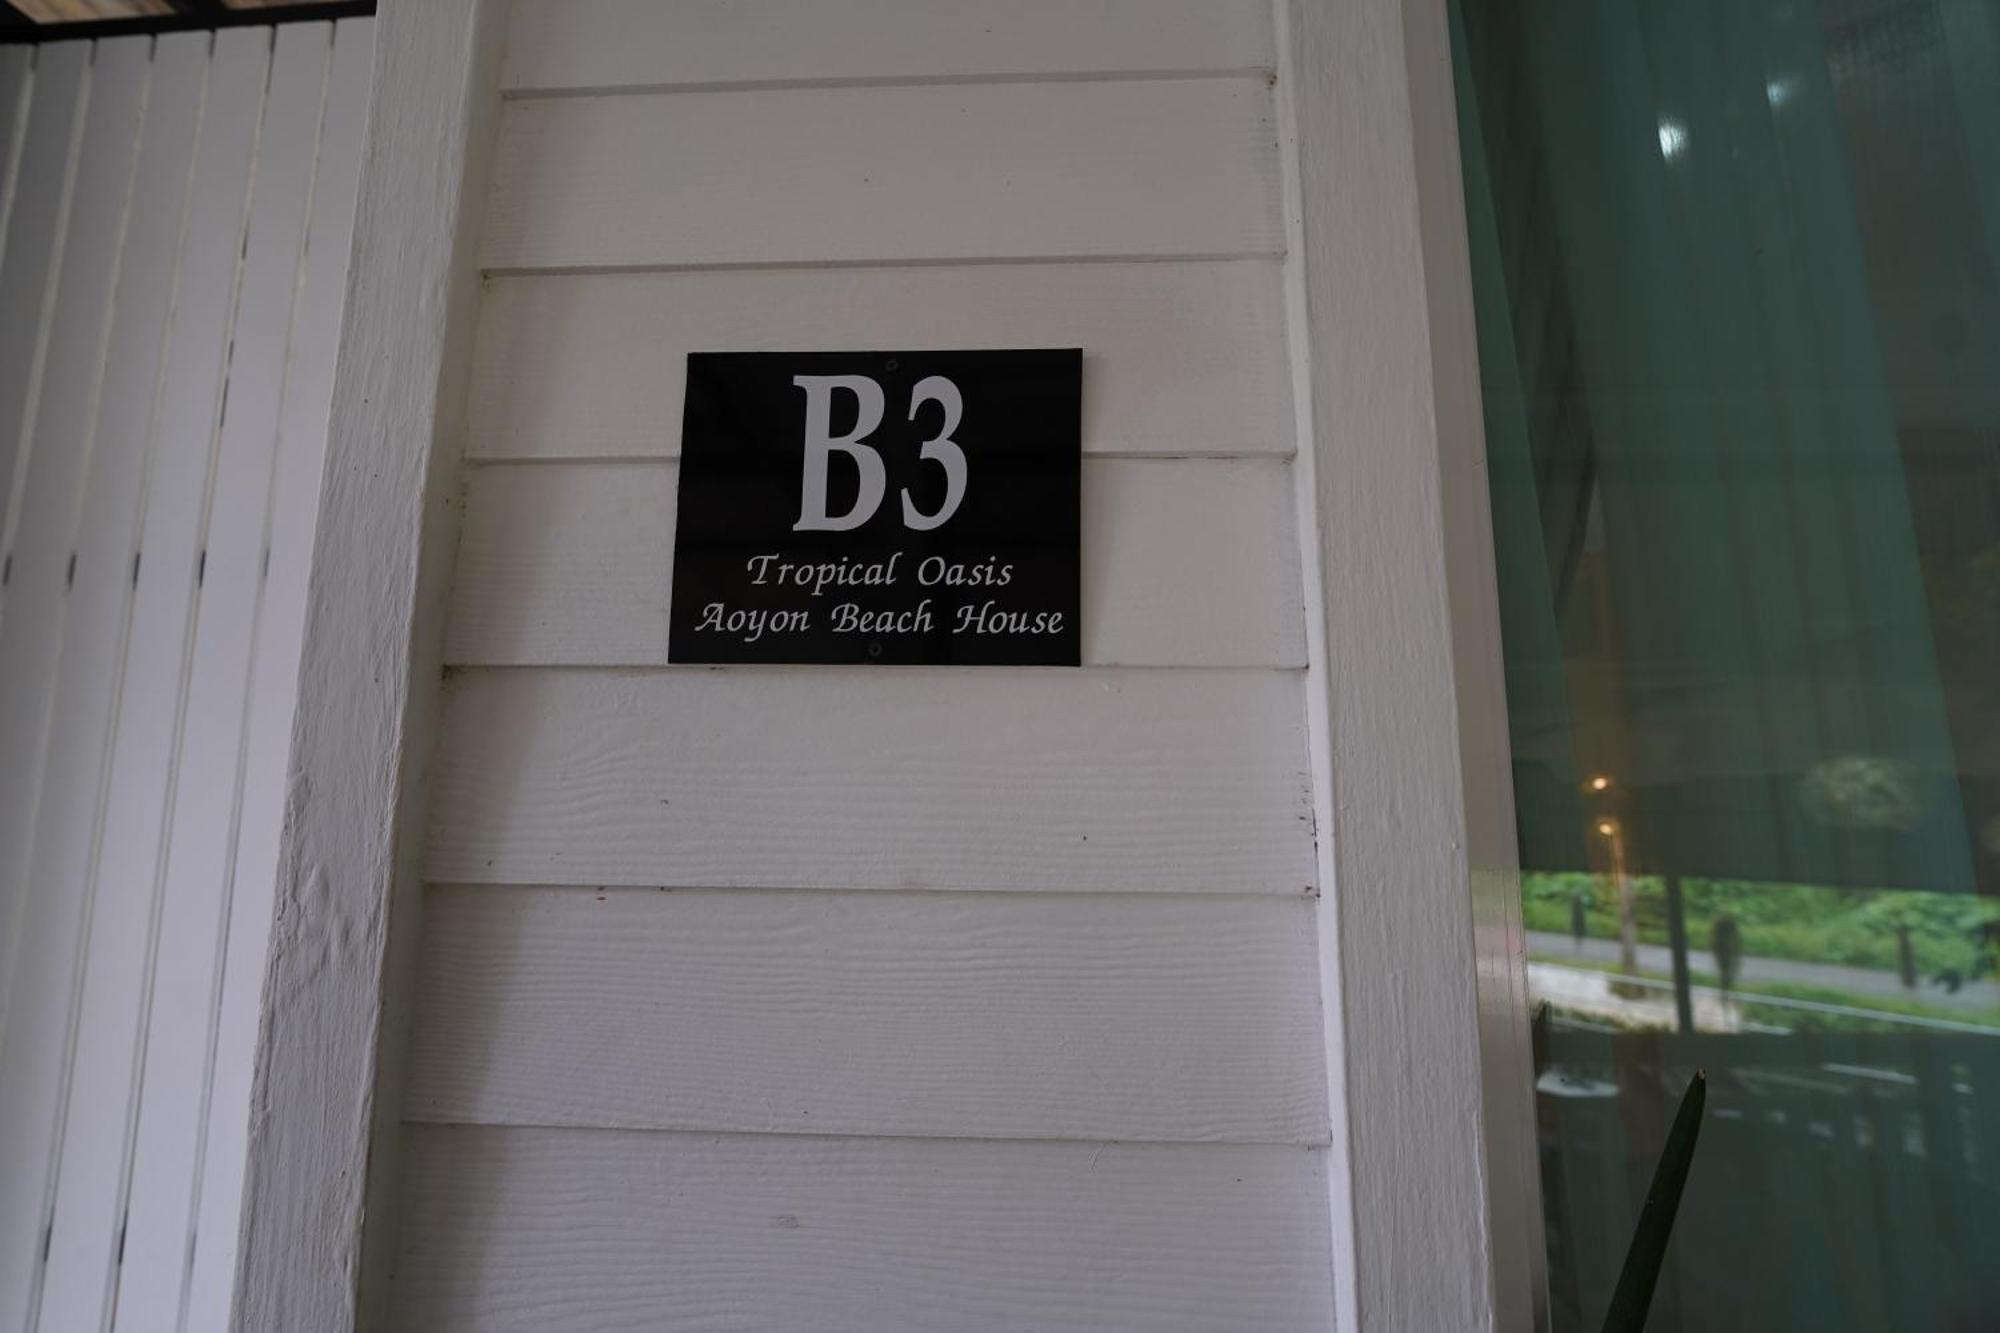 B3
Tropical Oasis
Aoyon Beach House